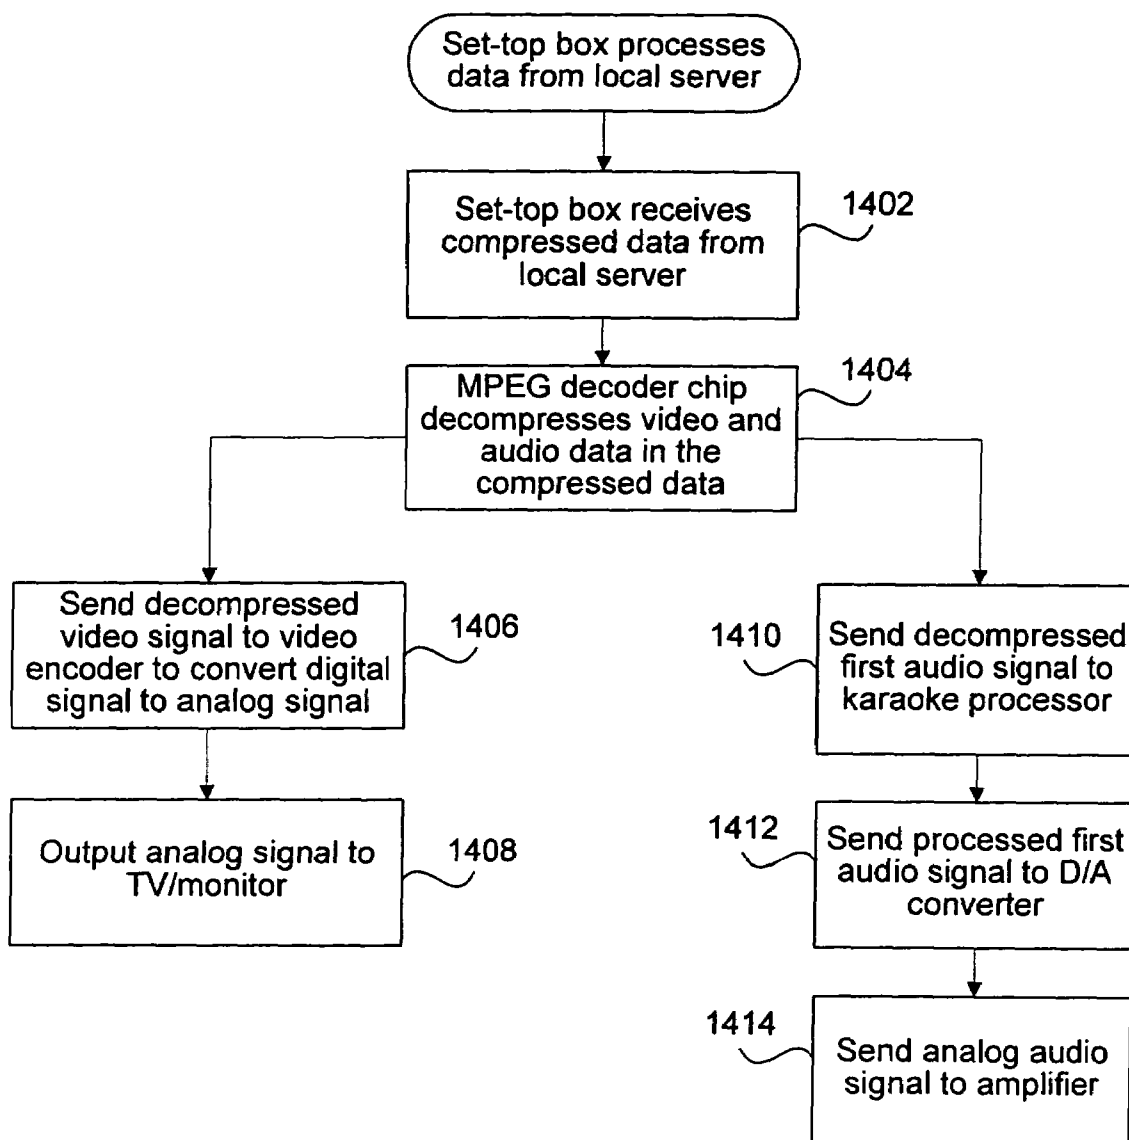 Set-top box processes
data from local server
Set-top box receives
compressed data from
local server
1402
MPEG decoder chip
decompresses video and
audio data in the
compressed data
1404
Send decompressed
video signal to video
encoder to convert digital
signal to analog signal
1406
Output analog signal to
TV/monitor
1408
1410
Send decompressed
first audio signal to
karaoke processor
1412
Send processed first
audio signal to D/A
converter
1414
Send analog audio
signal to amplifier